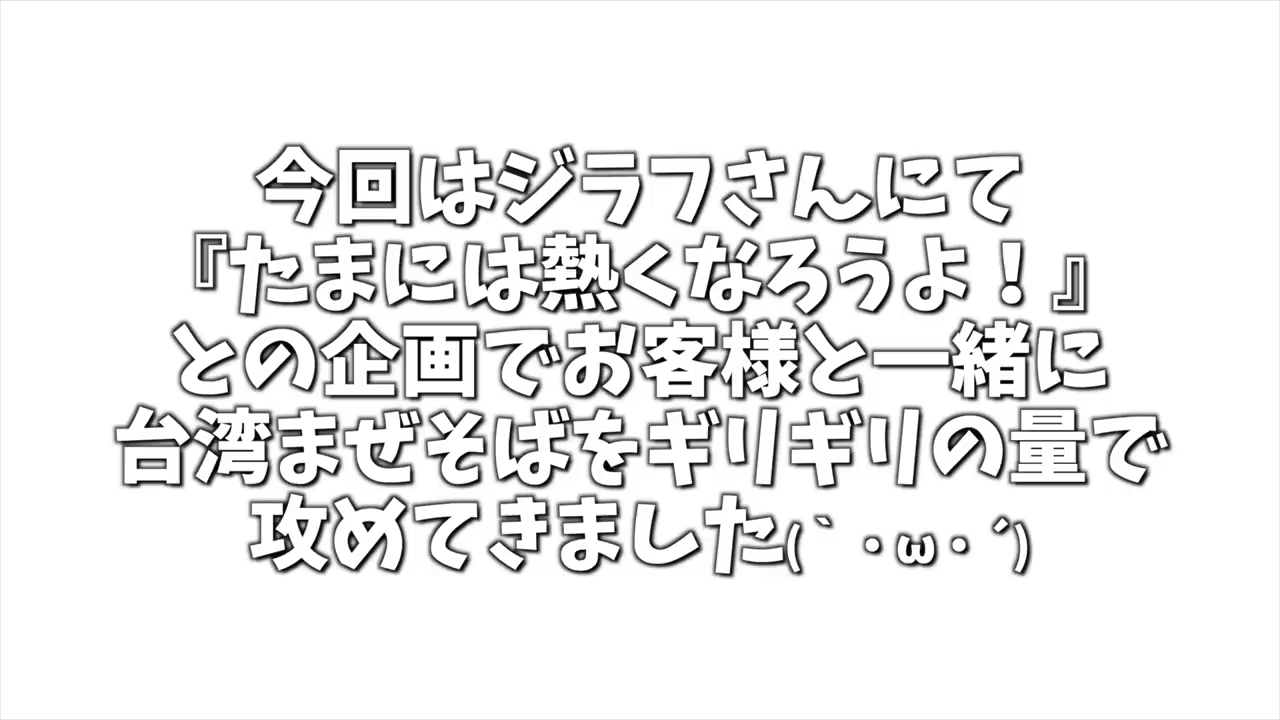 今回はジラフさんにて
『たまには熱くなろうよ！』
との企画でお客様と一緒に
台湾まぜそばをギリギリの量で
攻めてきました(｀・ω・´)